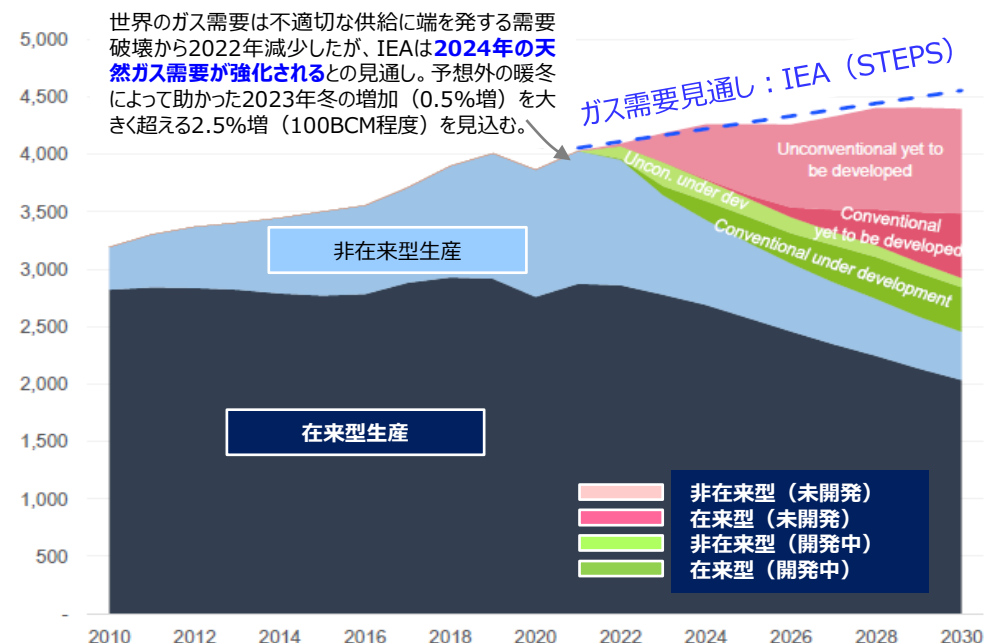 世界のガス需要は不適切な供給に端を発する需要
破壊から2022年減少したが、IEAは2024年の天
然ガス需要が強化されるとの見通し。予想外の暖冬
によって助かった2023年冬の増加（0.5%増）を大
きく超える2.5%増（100BCM程度）を見込む。
ガス需要見通し：IEA（STEPS）
5,000
4,500
4,000
3,500
3,000
2,500
2,000
1,500
1,000
500
-
Unconventional yet to
be developed
Uncon. under dev
Conventional
yet to be developed
Conventional under development
非在来型生産
在来型生産
非在来型（未開発）
在来型（未開発）
非在来型（開発中）
在来型（開発中）
2010 2012 2014 2016 2018 2020 2022 2024 2026 2028 2030